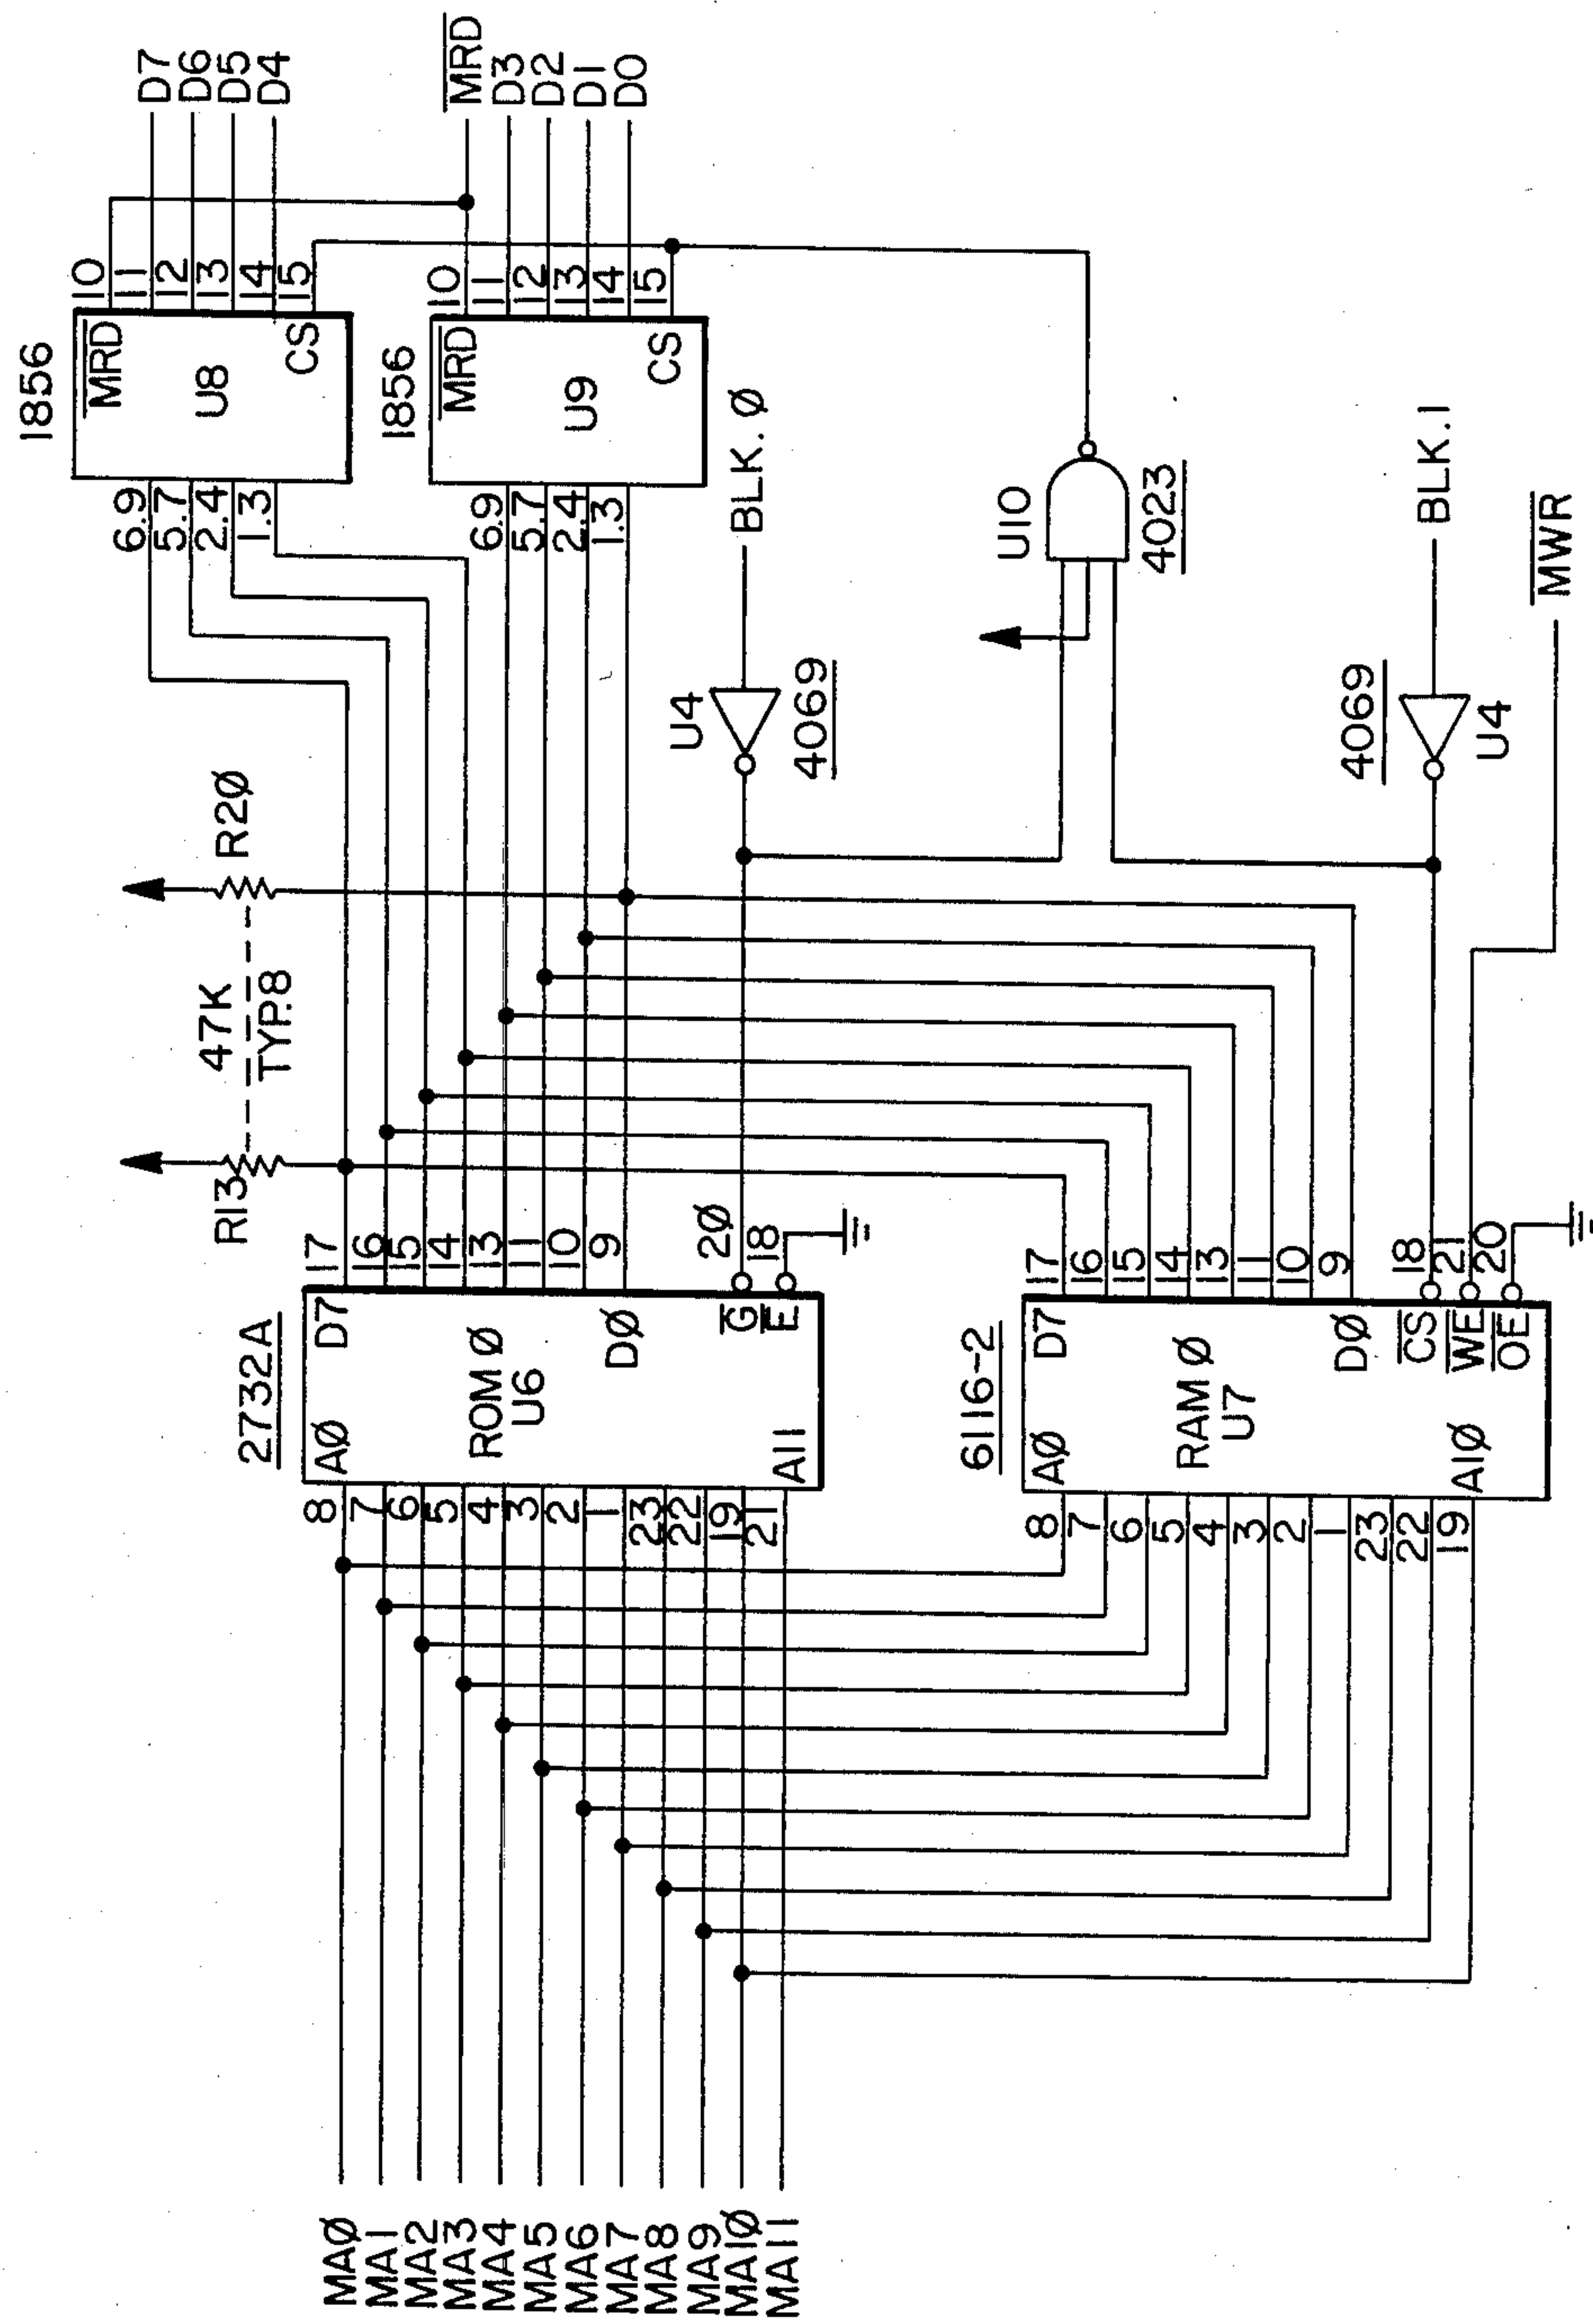 MAØ
MA1
MA2
MA3
MA4
MA5
MA6
MA7
MA8
MA9
MA1Ø
MA11
2732A
AØ
D7
ROM Ø
U6
DØ
A11
G
E
8
7
6
5
4
3
2
1
23
22
19
21
17
16
15
14
13
11
10
9
2Ø
18
R13
47K
TYP.8
R2Ø
6116-2
AØ
D7
RAM Ø
U7
DØ
CS
WE
OE
A1Ø
8
7
6
5
4
3
2
1
23
22
19
17
16
15
14
13
11
10
9
18
21
20
U4
4069
BLK. Ø
4069
U4
BLK.1
MWR
U10
4023
1856
MRD
U8
CS
6.9
5.7
2.4
1.3
10
11
12
13
14
15
D7
D6
D5
D4
1856
MRD
U9
CS
6.9
5.7
2.4
1.3
10
11
12
13
14
15
MRD
D3
D2
D1
D0